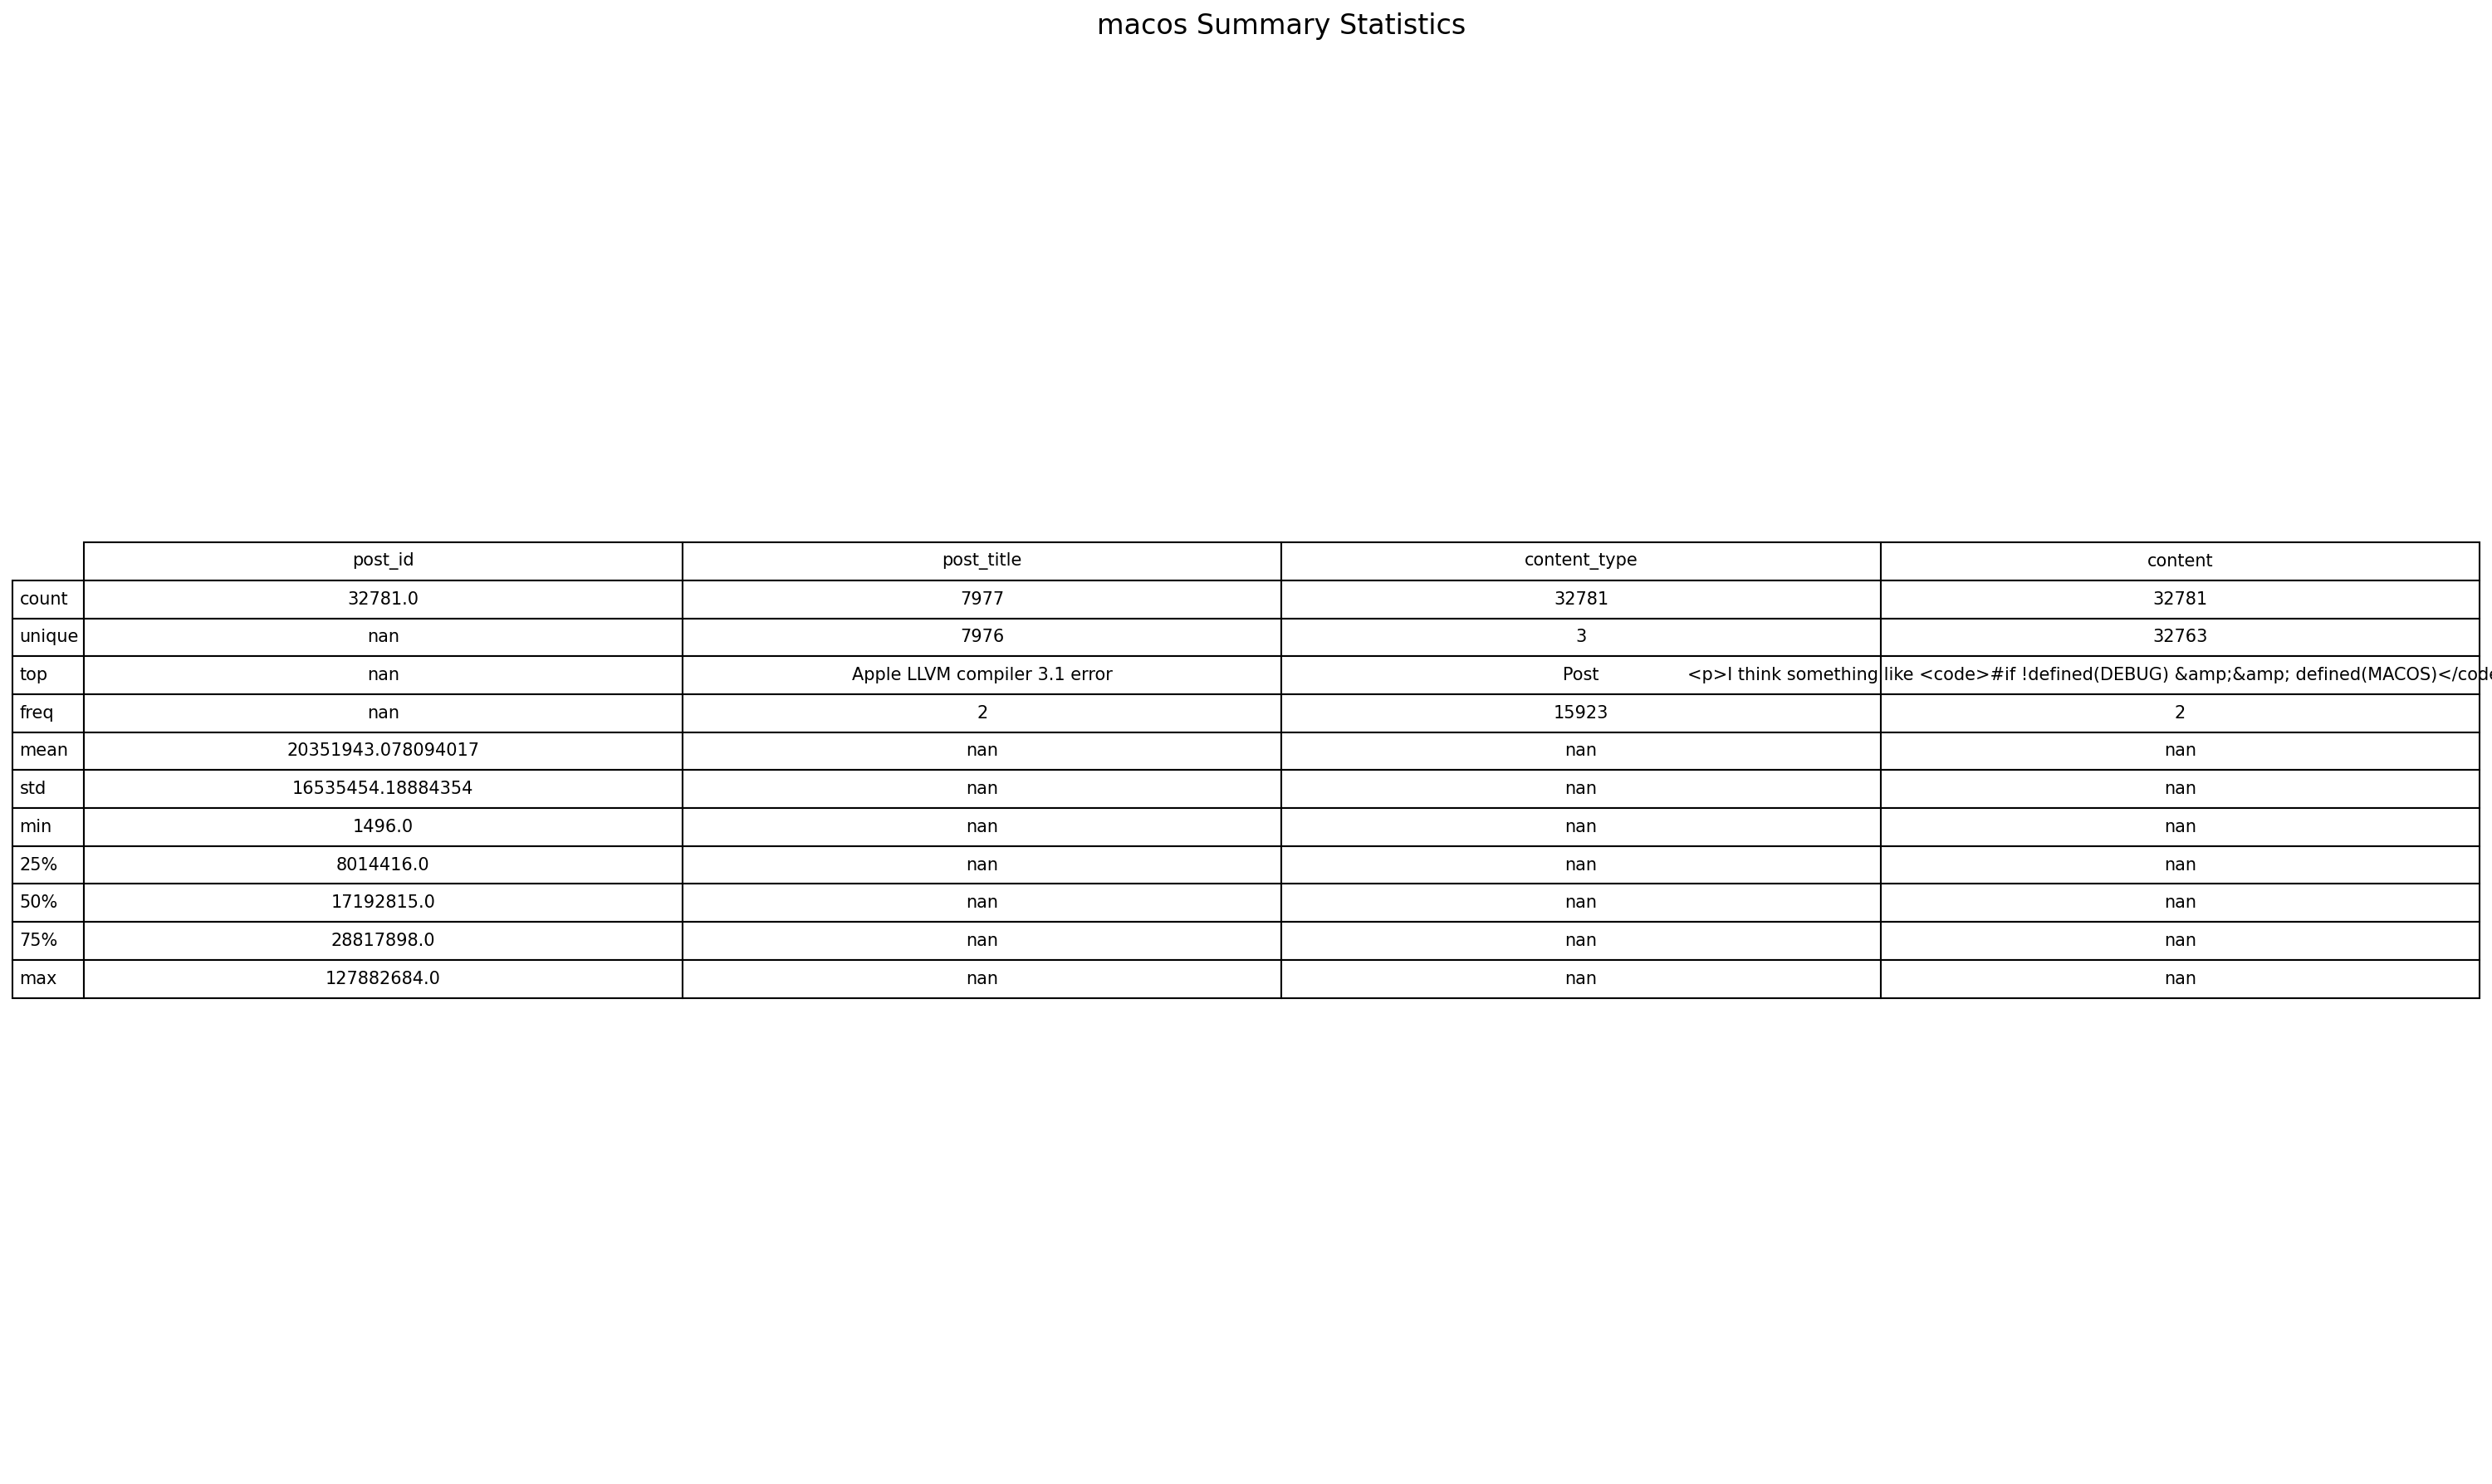 macos Summary Statistics
post_id post_title content_type content
count 32781.0 7977 32781 32781
unique nan 7976 3 32763
top nan Apple LLVM compiler 3.1 error Post <p>I think something like <code>#if !defined(DEBUG) &amp;&amp; defined(MACOS)</code
freq nan 2 15923 2
mean 20351943.078094017 nan nan nan
std 16535454.18884354 nan nan nan
min 1496.0 nan nan nan
25% 8014416.0 nan nan nan
50% 17192815.0 nan nan nan
75% 28817898.0 nan nan nan
max 127882684.0 nan nan nan